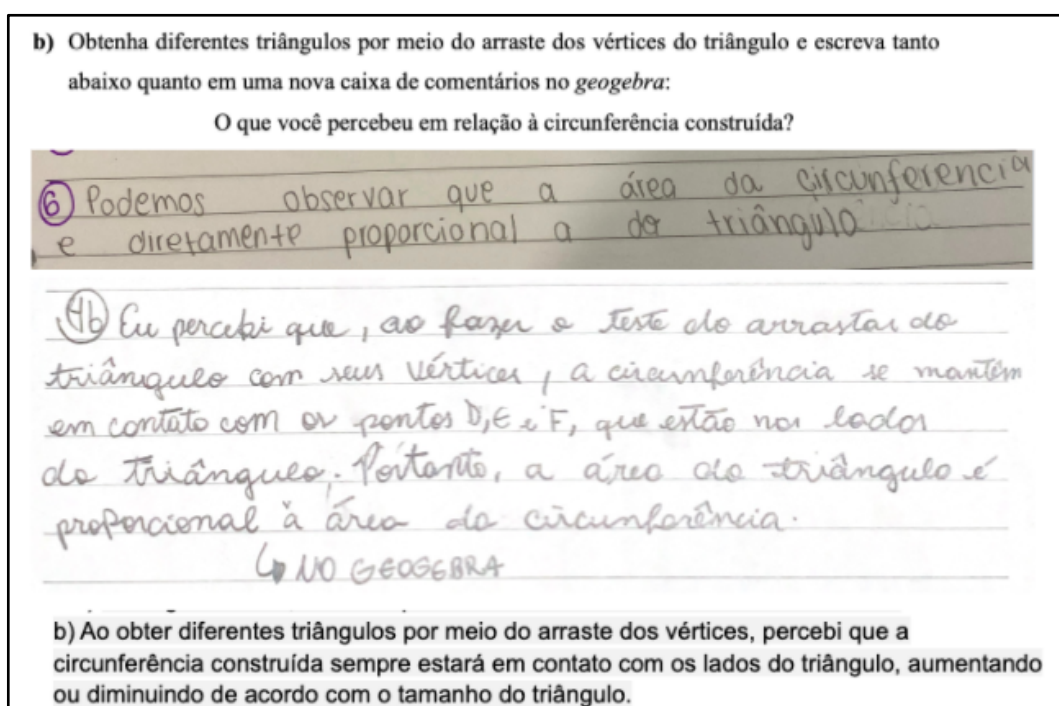 b) Obtenha diferentes triângulos por meio do arraste dos vértices do triângulo e escreva tanto
abaixo quanto em uma nova caixa de comentários no geogebra:
O que você percebeu em relação à circunferência construída?
6 Podemos observar que a área da circunferencia
e diretamente proporcional a do triângulo
4b Eu percebi que, ao fazer o teste do arrastar do
triângulo com seus vértices, a circunferência se mantém
em contato com os pontos D, E e F, que estão nos lados
do triângulo. Portanto, a área do triângulo é
proporcional à área da circunferência.
↳ NO GEOGEBRA
b) Ao obter diferentes triângulos por meio do arraste dos vértices, percebi que a
circunferência construída sempre estará em contato com os lados do triângulo, aumentando
ou diminuindo de acordo com o tamanho do triângulo.